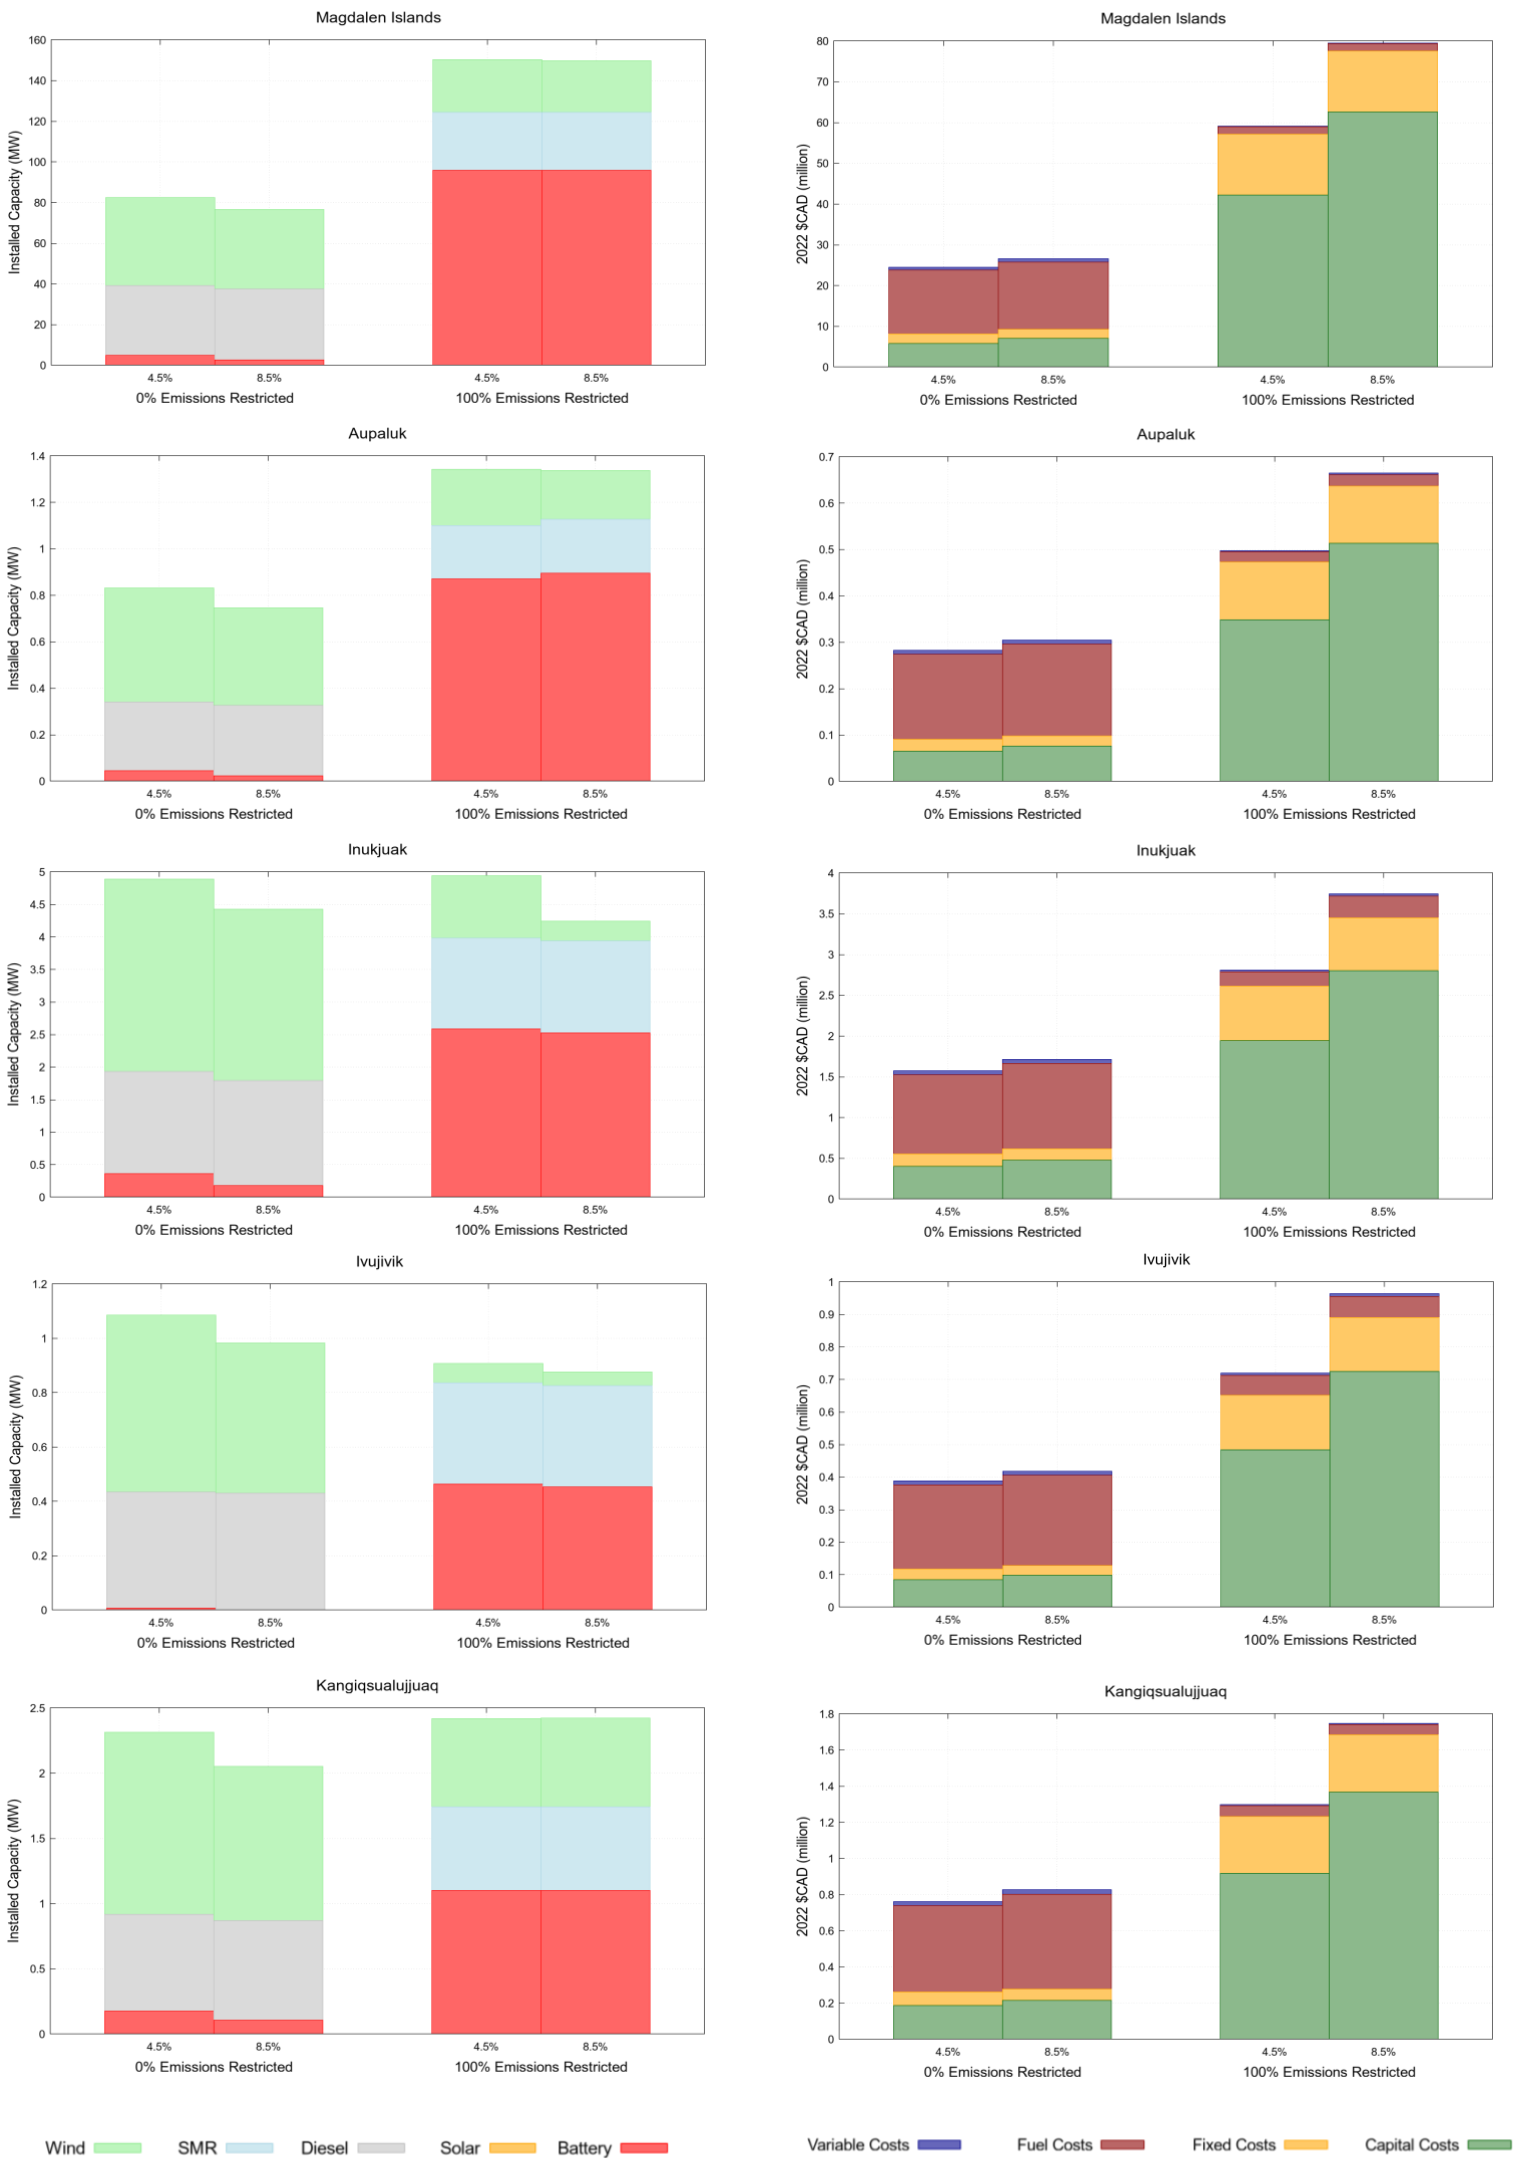 Magdalen Islands
160
140
120
100
80
60
40
20
0
Installed Capacity (MW)
4.5% 8.5% 4.5% 8.5%
0% Emissions Restricted 100% Emissions Restricted
Magdalen Islands
80
70
60
50
40
30
20
10
0
2022 $CAD (million)
4.5% 8.5% 4.5% 8.5%
0% Emissions Restricted 100% Emissions Restricted
Aupaluk
1.4
1.2
1
0.8
0.6
0.4
0.2
0
Installed Capacity (MW)
4.5% 8.5% 4.5% 8.5%
0% Emissions Restricted 100% Emissions Restricted
Aupaluk
0.7
0.6
0.5
0.4
0.3
0.2
0.1
0
2022 $CAD (million)
4.5% 8.5% 4.5% 8.5%
0% Emissions Restricted 100% Emissions Restricted
Inukjuak
5
4.5
4
3.5
3
2.5
2
1.5
1
0.5
0
Installed Capacity (MW)
4.5% 8.5% 4.5% 8.5%
0% Emissions Restricted 100% Emissions Restricted
Inukjuak
4
3.5
3
2.5
2
1.5
1
0.5
0
2022 $CAD (million)
4.5% 8.5% 4.5% 8.5%
0% Emissions Restricted 100% Emissions Restricted
Ivujivik
1.2
1
0.8
0.6
0.4
0.2
0
Installed Capacity (MW)
4.5% 8.5% 4.5% 8.5%
0% Emissions Restricted 100% Emissions Restricted
Ivujivik
1
0.9
0.8
0.7
0.6
0.5
0.4
0.3
0.2
0.1
0
2022 $CAD (million)
4.5% 8.5% 4.5% 8.5%
0% Emissions Restricted 100% Emissions Restricted
Kangiqsualujjuaq
2.5
2
1.5
1
0.5
0
Installed Capacity (MW)
4.5% 8.5% 4.5% 8.5%
0% Emissions Restricted 100% Emissions Restricted
Kangiqsualujjuaq
1.8
1.6
1.4
1.2
1
0.8
0.6
0.4
0.2
0
2022 $CAD (million)
4.5% 8.5% 4.5% 8.5%
0% Emissions Restricted 100% Emissions Restricted
Wind SMR Diesel Solar Battery
Variable Costs Fuel Costs Fixed Costs Capital Costs